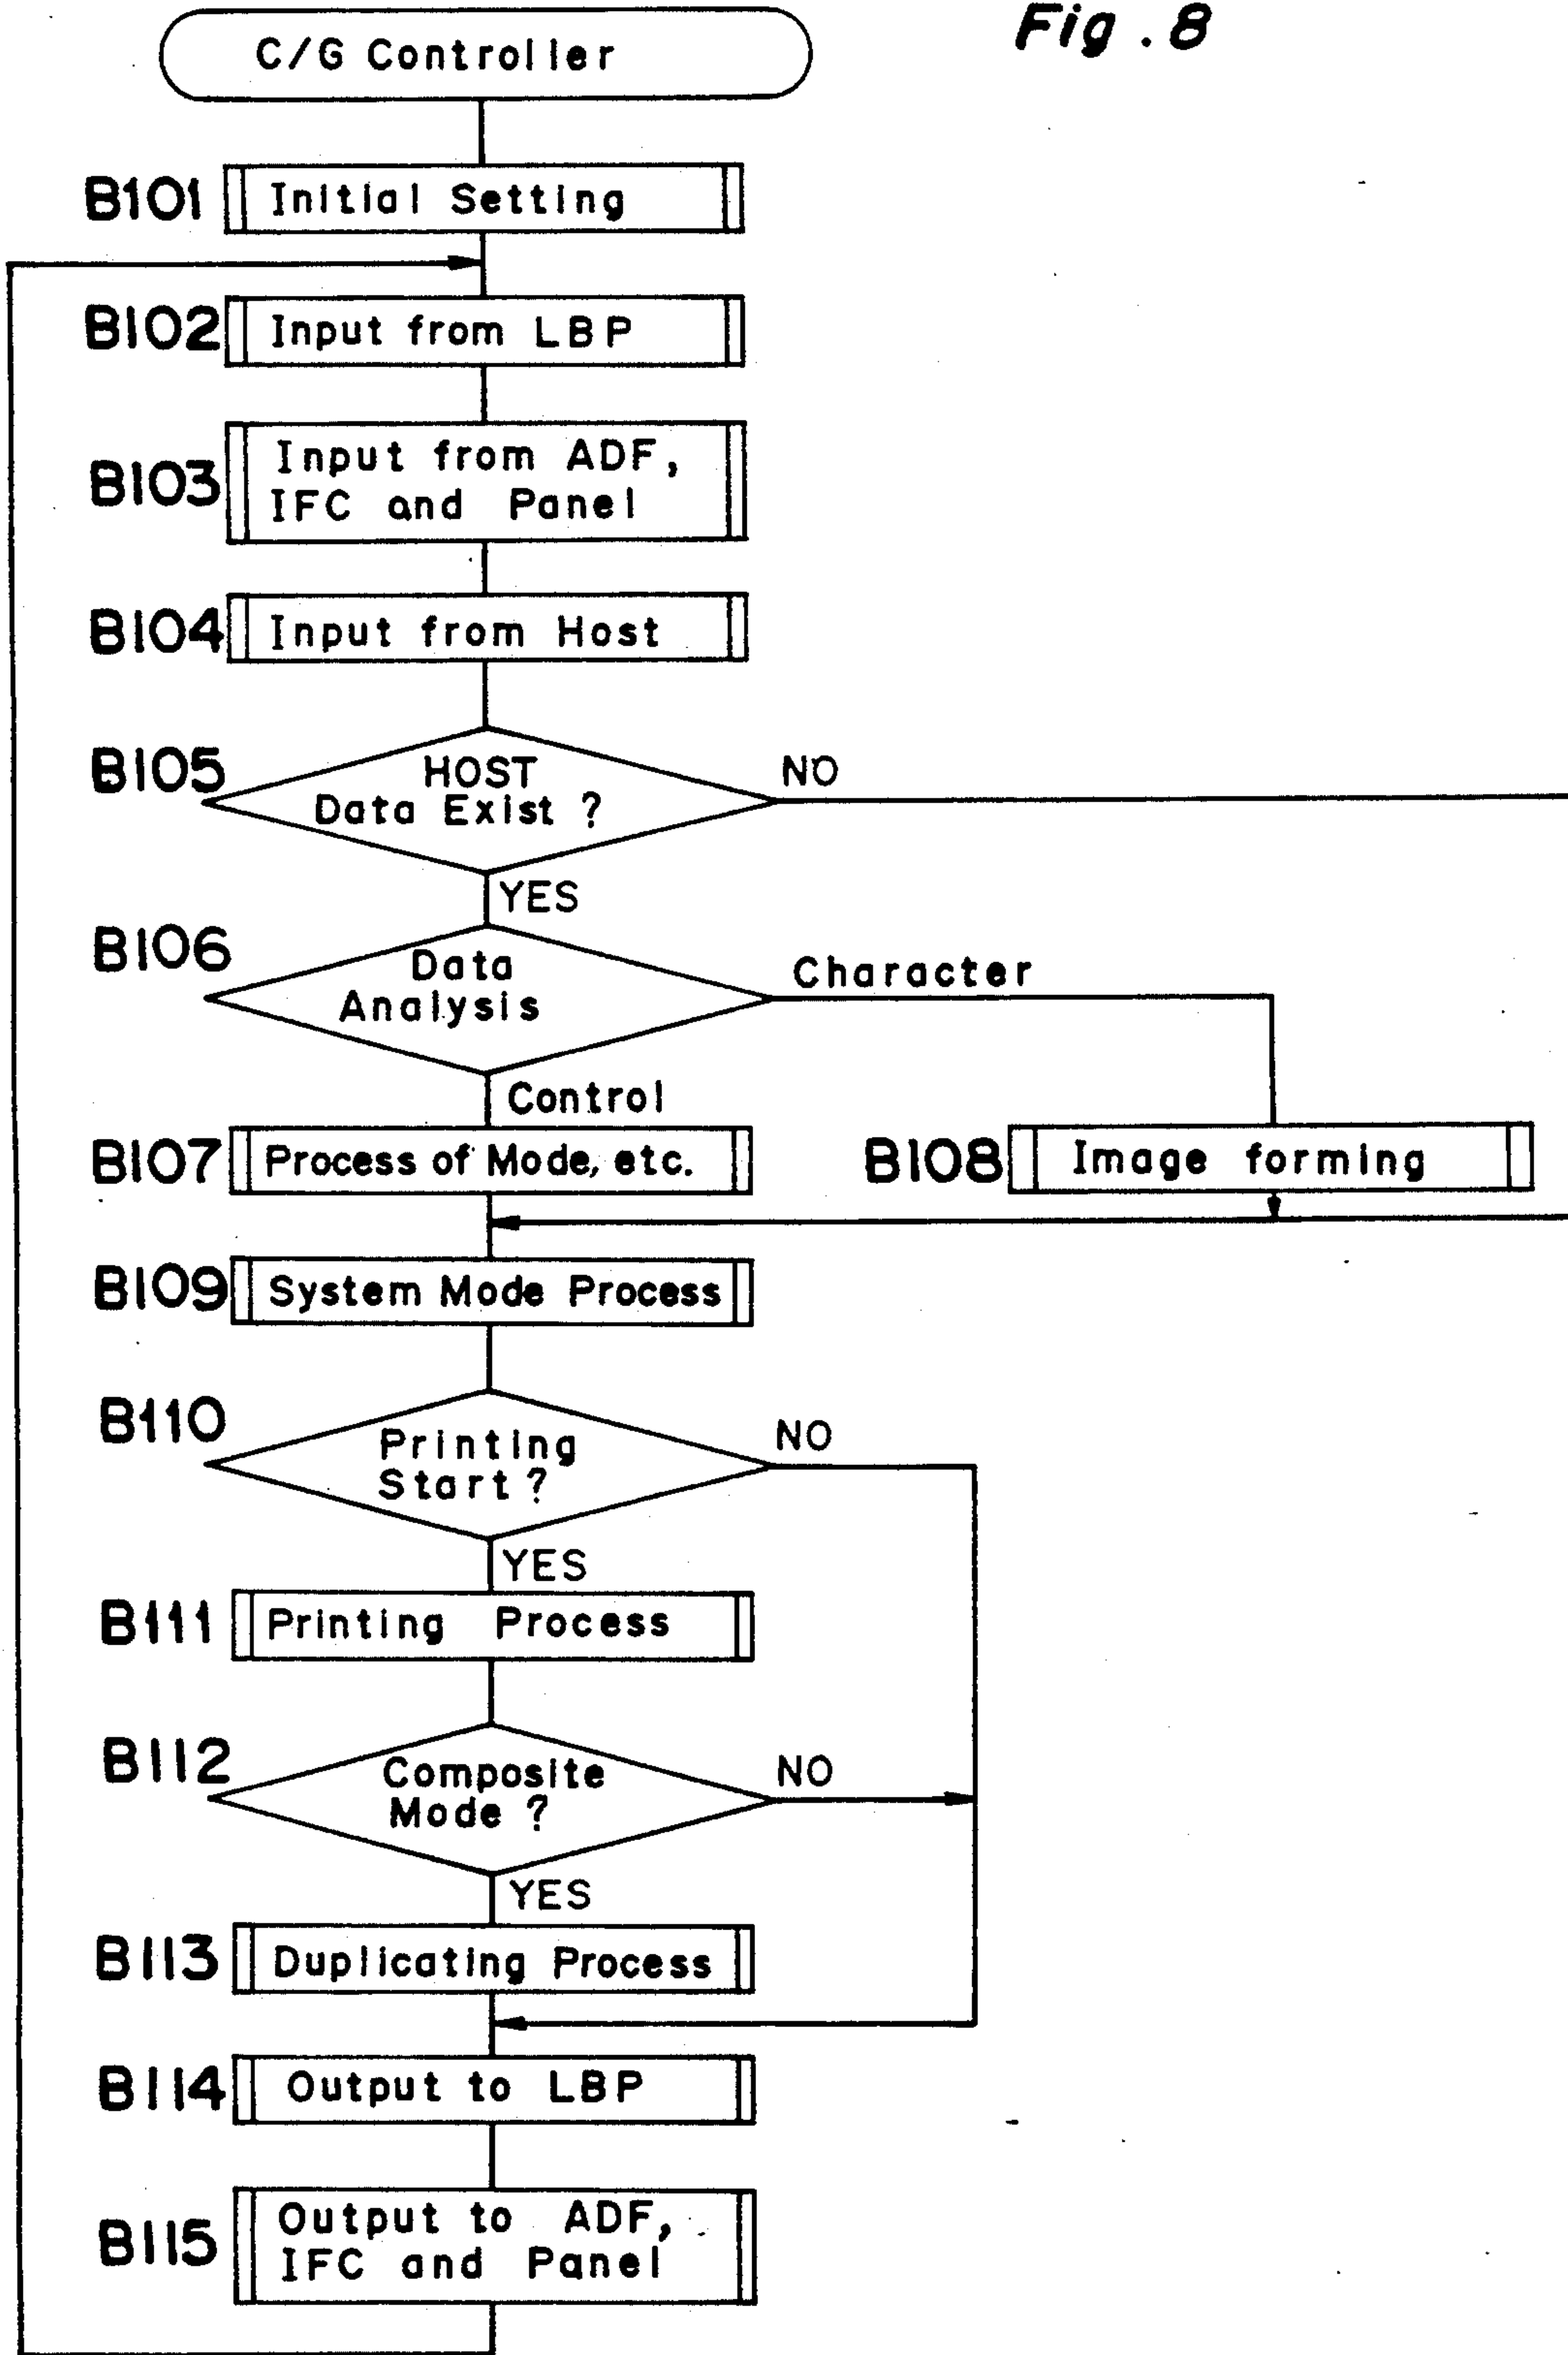 Fig. 8
C/G Controller
B101 Initial Setting
B102 Input from LBP
B103 Input from ADF,
IFC and Panel
B104 Input from Host
B105 HOST
Data Exist ?
NO
YES
B106 Data
Analysis
Character
Control
B107 Process of Mode, etc.
B108 Image forming
B109 System Mode Process
B110 Printing
Start ?
NO
YES
B111 Printing Process
B112 Composite
Mode ?
NO
YES
B113 Duplicating Process
B114 Output to LBP
B115 Output to ADF,
IFC and Panel